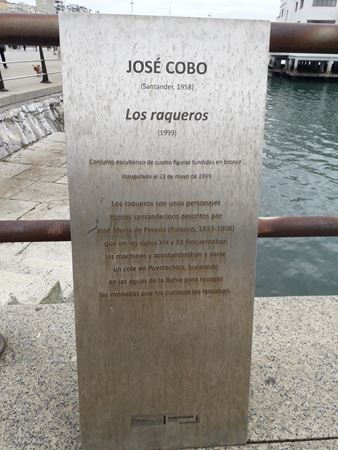 JOSÉ COBO
(Santander, 1958)
Los raqueros
(1999)
Conjunto escultórico de cuatro figuras fundidas en bronce
inaugurado el 23 de mayo de 1999
Los raqueros son unos personajes
típicos santanderinos descritos por
José María de Pereda (Polanco, 1833-1906)
que en los siglos XIX y XX frecuentaban
las machinas y acostumbraban a darse
un cole en Puertochico, buceando
en las aguas de la Bahía para recoger
las monedas que los curiosos les lanzaban.
SANTANDER